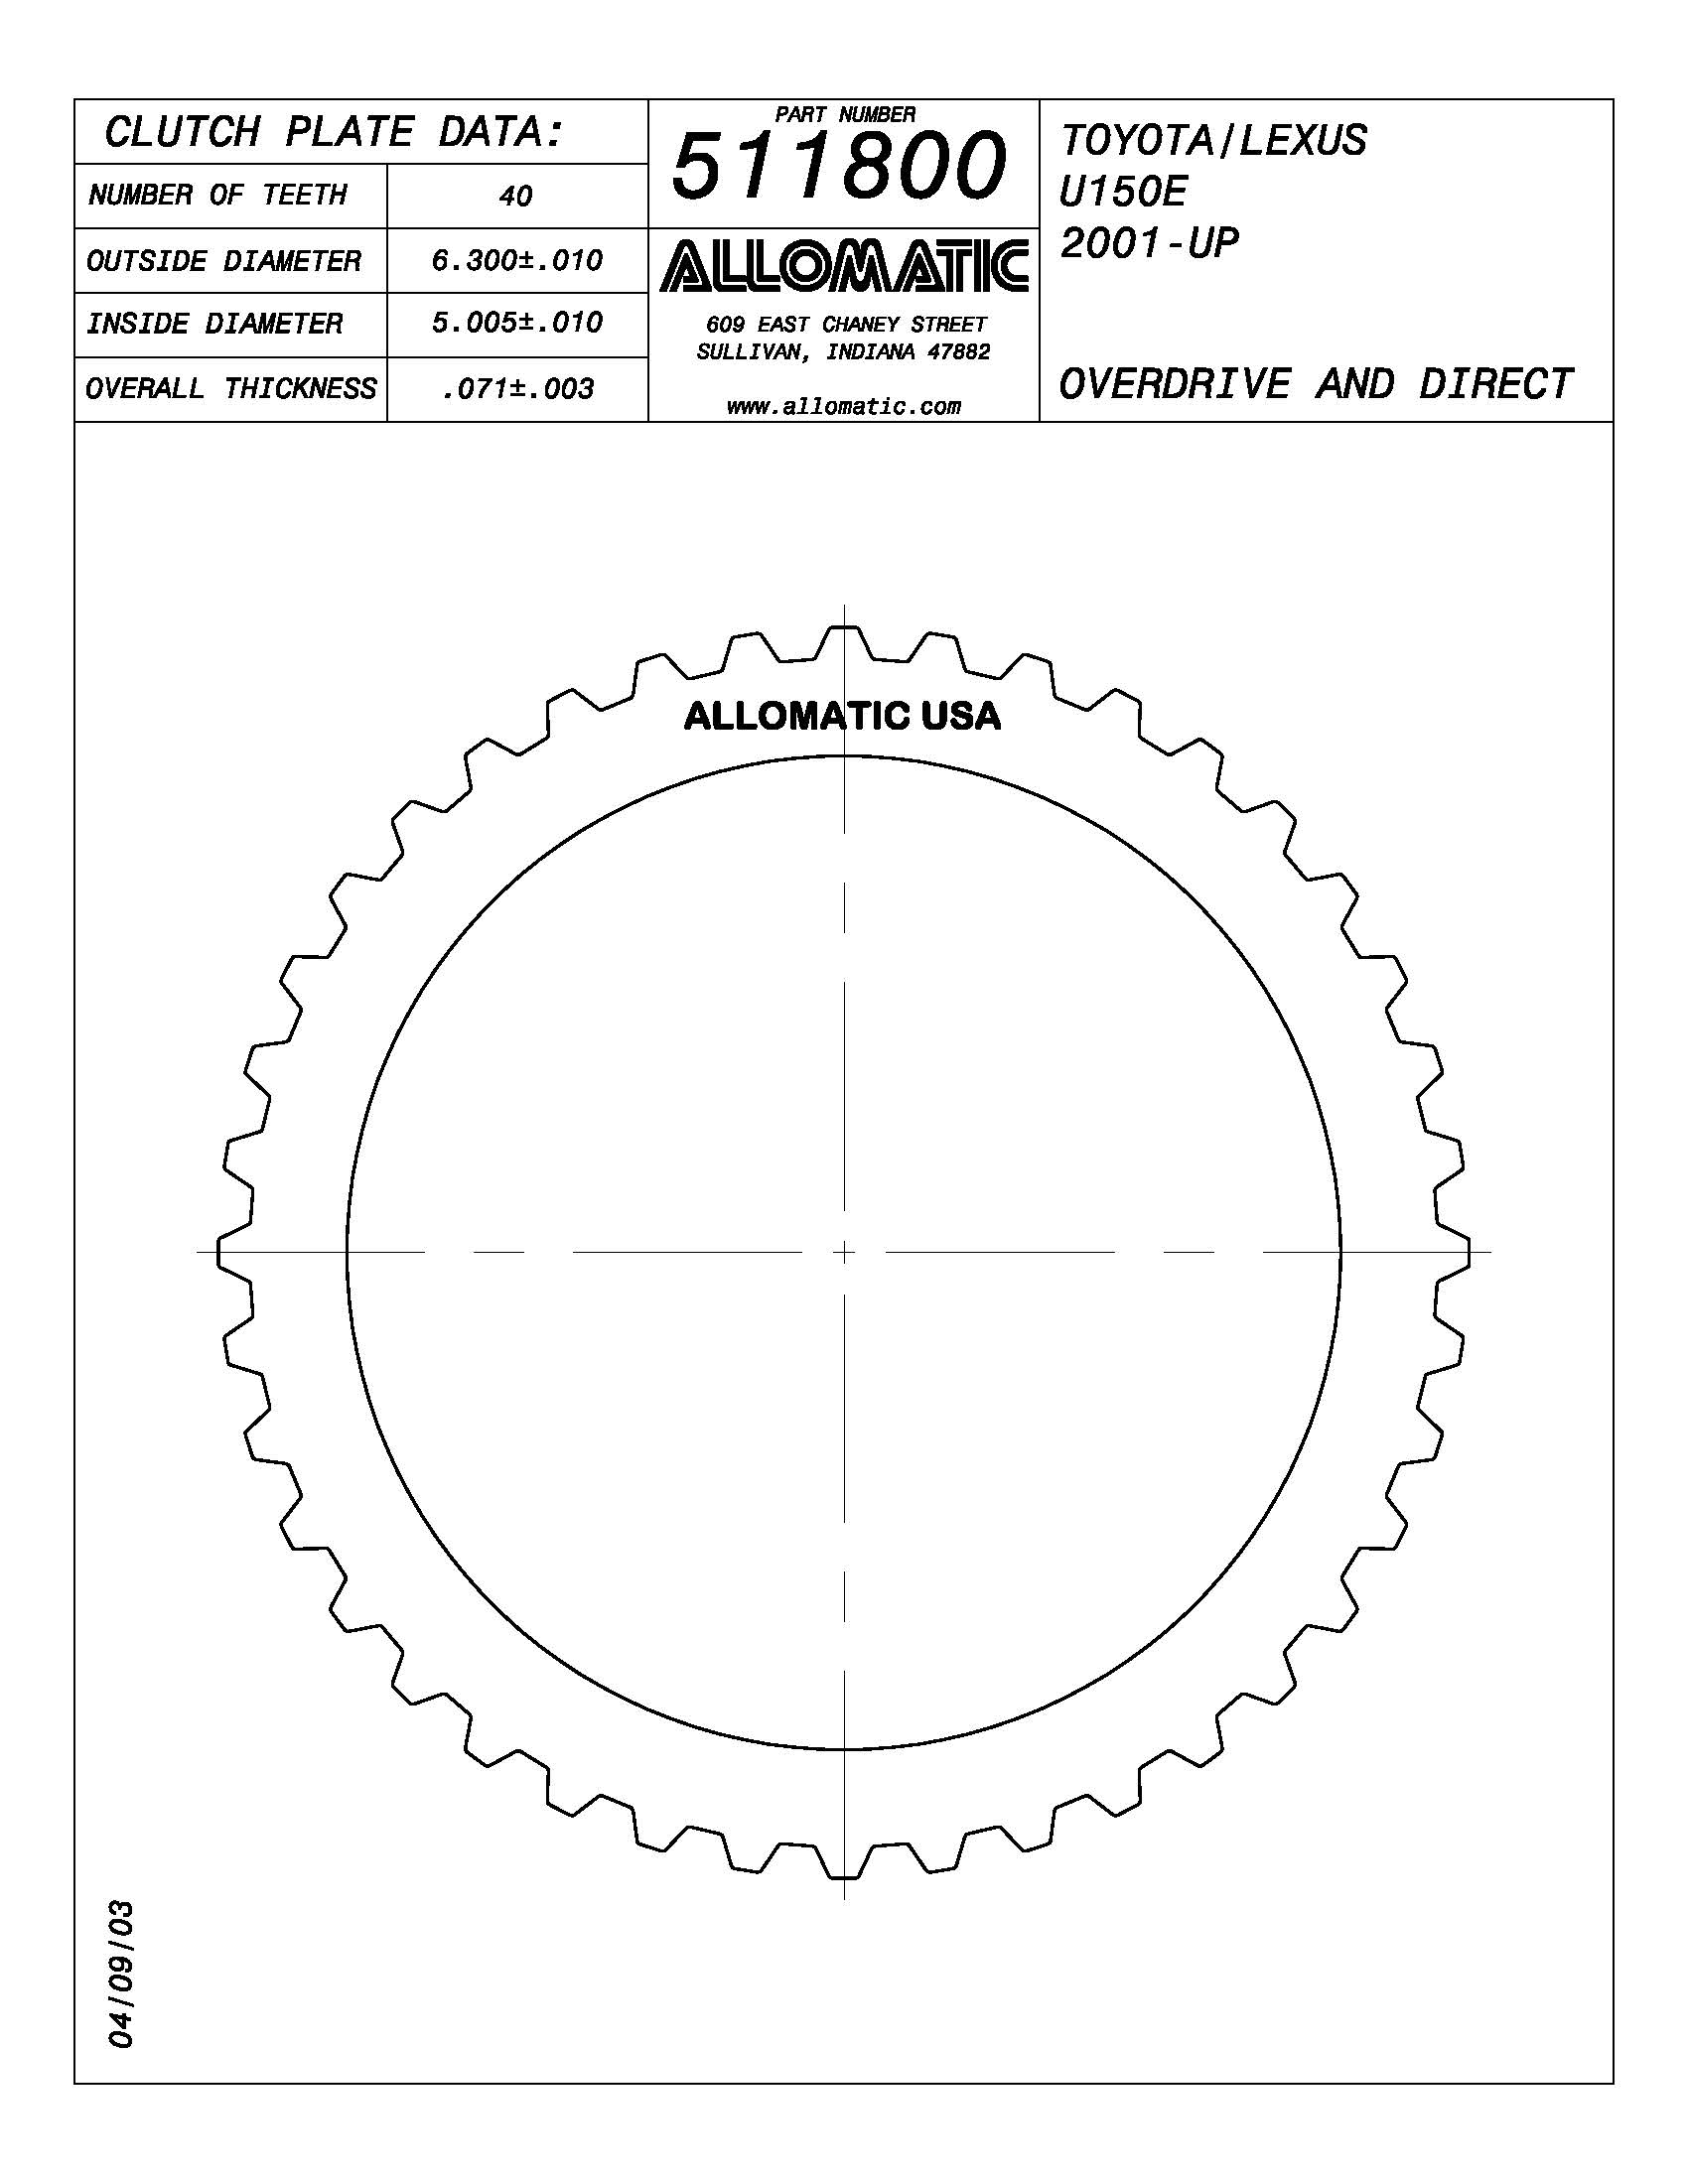 CLUTCH PLATE DATA:
NUMBER OF TEETH 40
OUTSIDE DIAMETER 6.300±.010
INSIDE DIAMETER 5.005±.010
OVERALL THICKNESS .071±.003
PART NUMBER
511800
ALLOMATIC
609 EAST CHANEY STREET
SULLIVAN, INDIANA 47882
www.allomatic.com
TOYOTA/LEXUS
U150E
2001-UP
OVERDRIVE AND DIRECT
ALLOMATIC USA
04/09/03